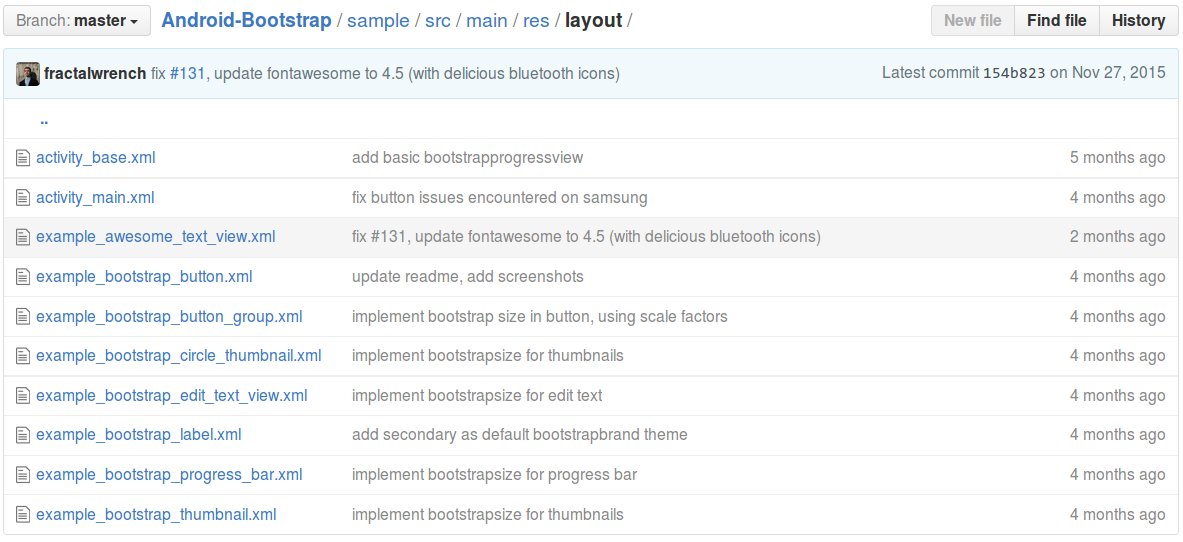 Branch: master Android-Bootstrap / sample / src / main / res / layout / New file Find file History
fractalwrench fix #131, update fontawesome to 4.5 (with delicious bluetooth icons) Latest commit 154b823 on Nov 27, 2015
..
activity_base.xml add basic bootstrapprogressview 5 months ago
activity_main.xml fix button issues encountered on samsung 4 months ago
example_awesome_text_view.xml fix #131, update fontawesome to 4.5 (with delicious bluetooth icons) 2 months ago
example_bootstrap_button.xml update readme, add screenshots 4 months ago
example_bootstrap_button_group.xml implement bootstrap size in button, using scale factors 4 months ago
example_bootstrap_circle_thumbnail.xml implement bootstrapsize for thumbnails 4 months ago
example_bootstrap_edit_text_view.xml implement bootstrapsize for edit text 4 months ago
example_bootstrap_label.xml add secondary as default bootstrapbrand theme 4 months ago
example_bootstrap_progress_bar.xml implement bootstrapsize for progress bar 4 months ago
example_bootstrap_thumbnail.xml implement bootstrapsize for thumbnails 4 months ago